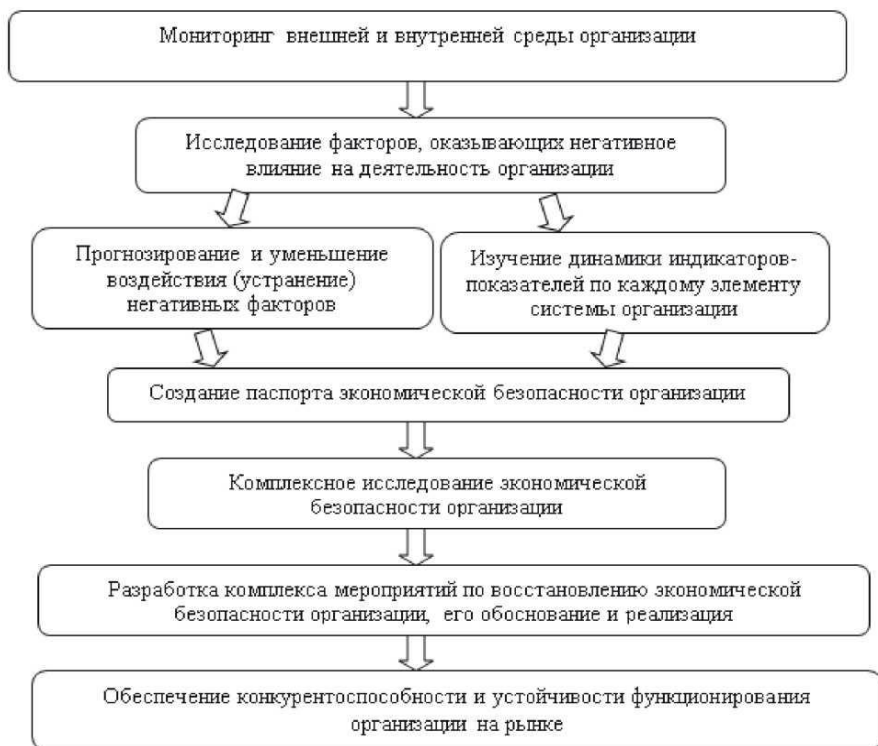 Мониторинг внешней и внутренней среды организации
Исследование факторов, оказывающих негативное
влияние на деятельность организации
Прогнозирование и уменьшение
воздействия (устранение)
негативных факторов
Изучение динамики индикаторов-
показателей по каждому элементу
системы организации
Создание паспорта экономической безопасности организации
Комплексное исследование экономической
безопасности организации
Разработка комплекса мероприятий по восстановлению экономической
безопасности организации, его обоснование и реализация
Обеспечение конкурентоспособности и устойчивости функционирования
организации на рынке